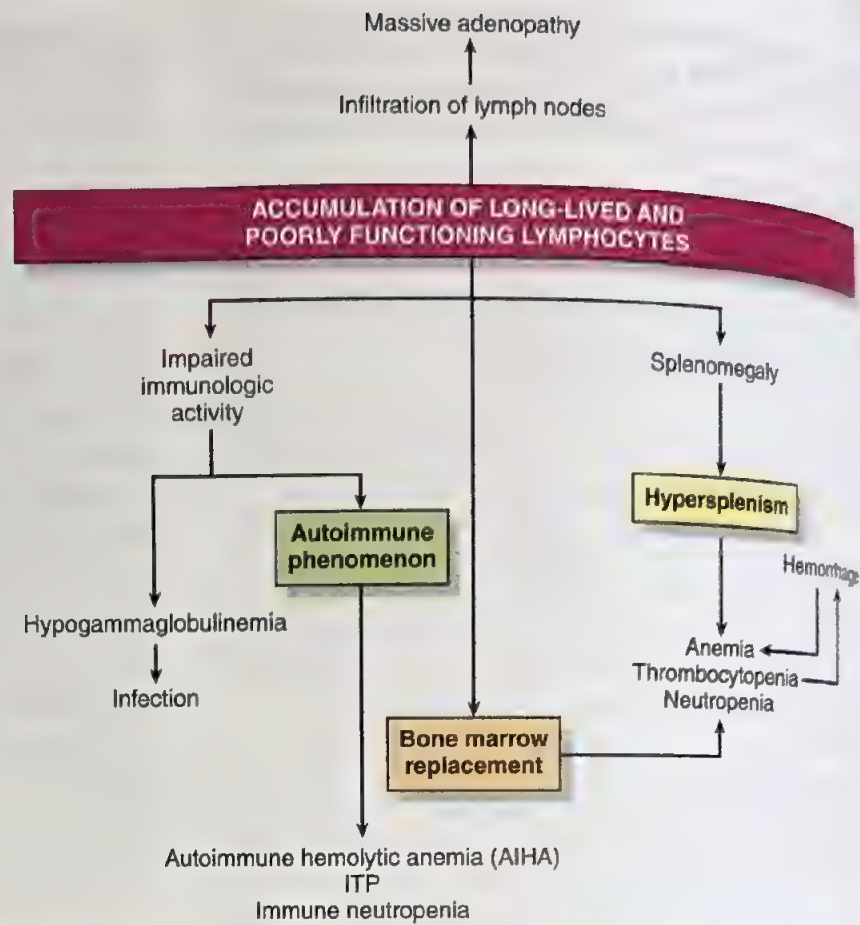 Massive adenopathy
Infiltration of lymph nodes
ACCUMULATION OF LONG-LIVED AND
POORLY FUNCTIONING LYMPHOCYTES
Impaired
immunologic
activity
Splenomegaly
Hypersplenism
Autoimmune
phenomenon
Hemorrhage
Hypogammaglobulinemia
Infection
Anemia
Thrombocytopenia
Neutropenia
Bone marrow
replacement
Autoimmune hemolytic anemia (AIHA)
ITP
Immune neutropenia